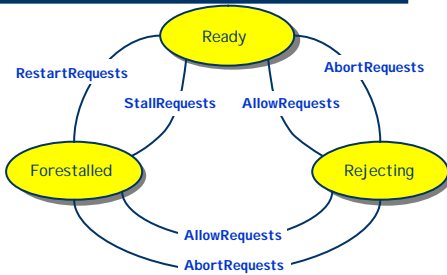 Ready
RestartRequests
AbortRequests
StallRequests
AllowRequests
Forestalled
Rejecting
AllowRequests
AbortRequests